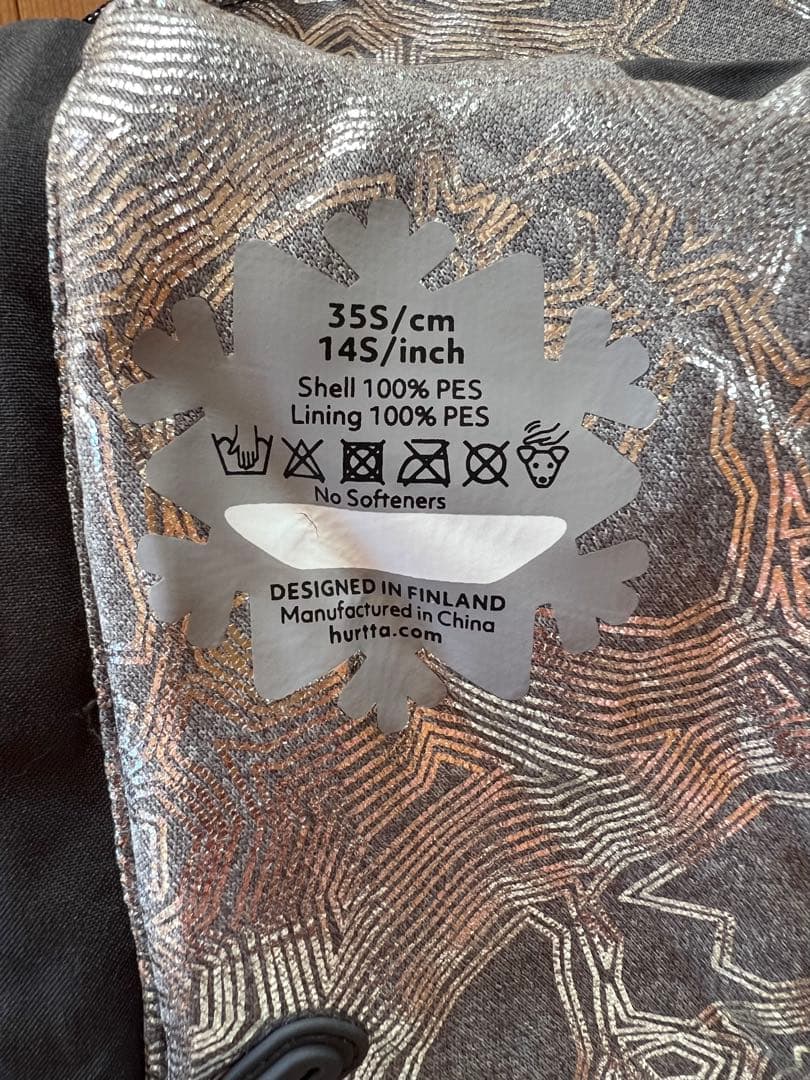 35S/cm
14S/inch
Shell 100% PES
Lining 100% PES
No Softeners
DESIGNED IN FINLAND
Manufactured in China
hurtta.com